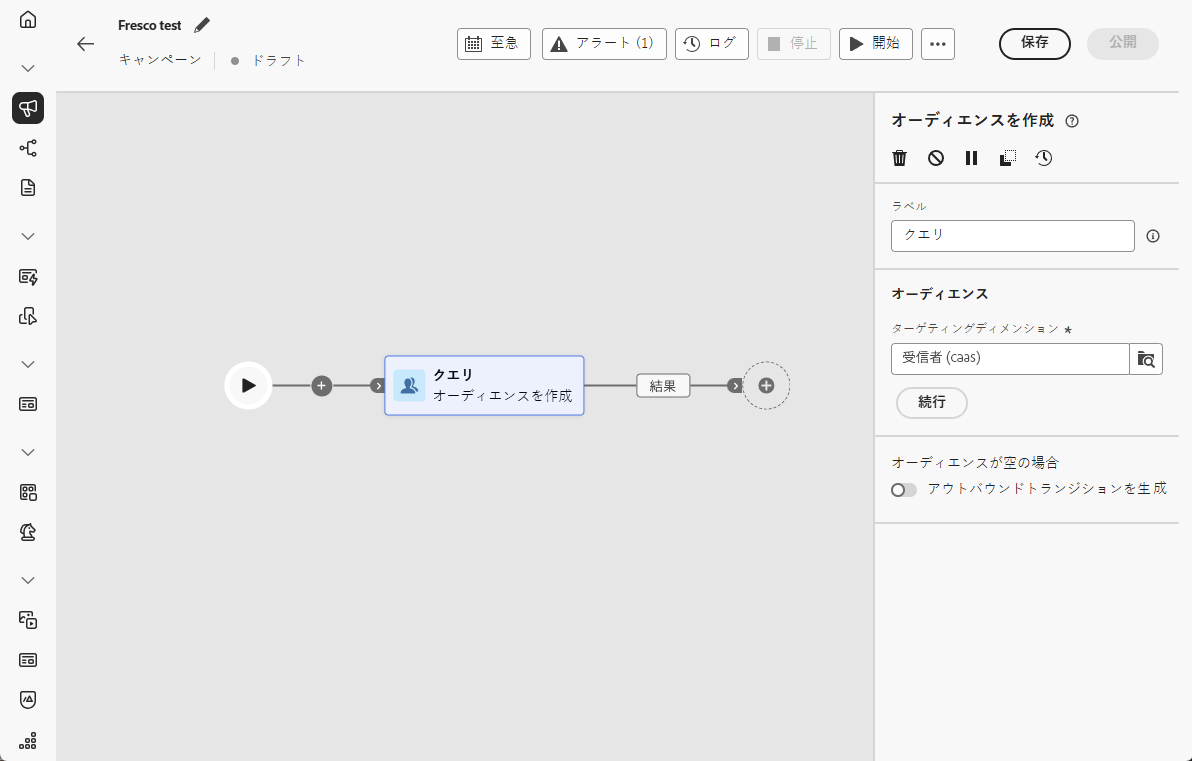 Fresco test
キャンペーン
ドラフト
至急
アラート (1)
ログ
停止
開始
保存
公開
オーディエンスを作成
ラベル
クエリ
オーディエンス
ターゲティングディメンション *
受信者 (caas)
続行
オーディエンスが空の場合
アウトバウンドトランジションを生成
クエリ
オーディエンスを作成
結果